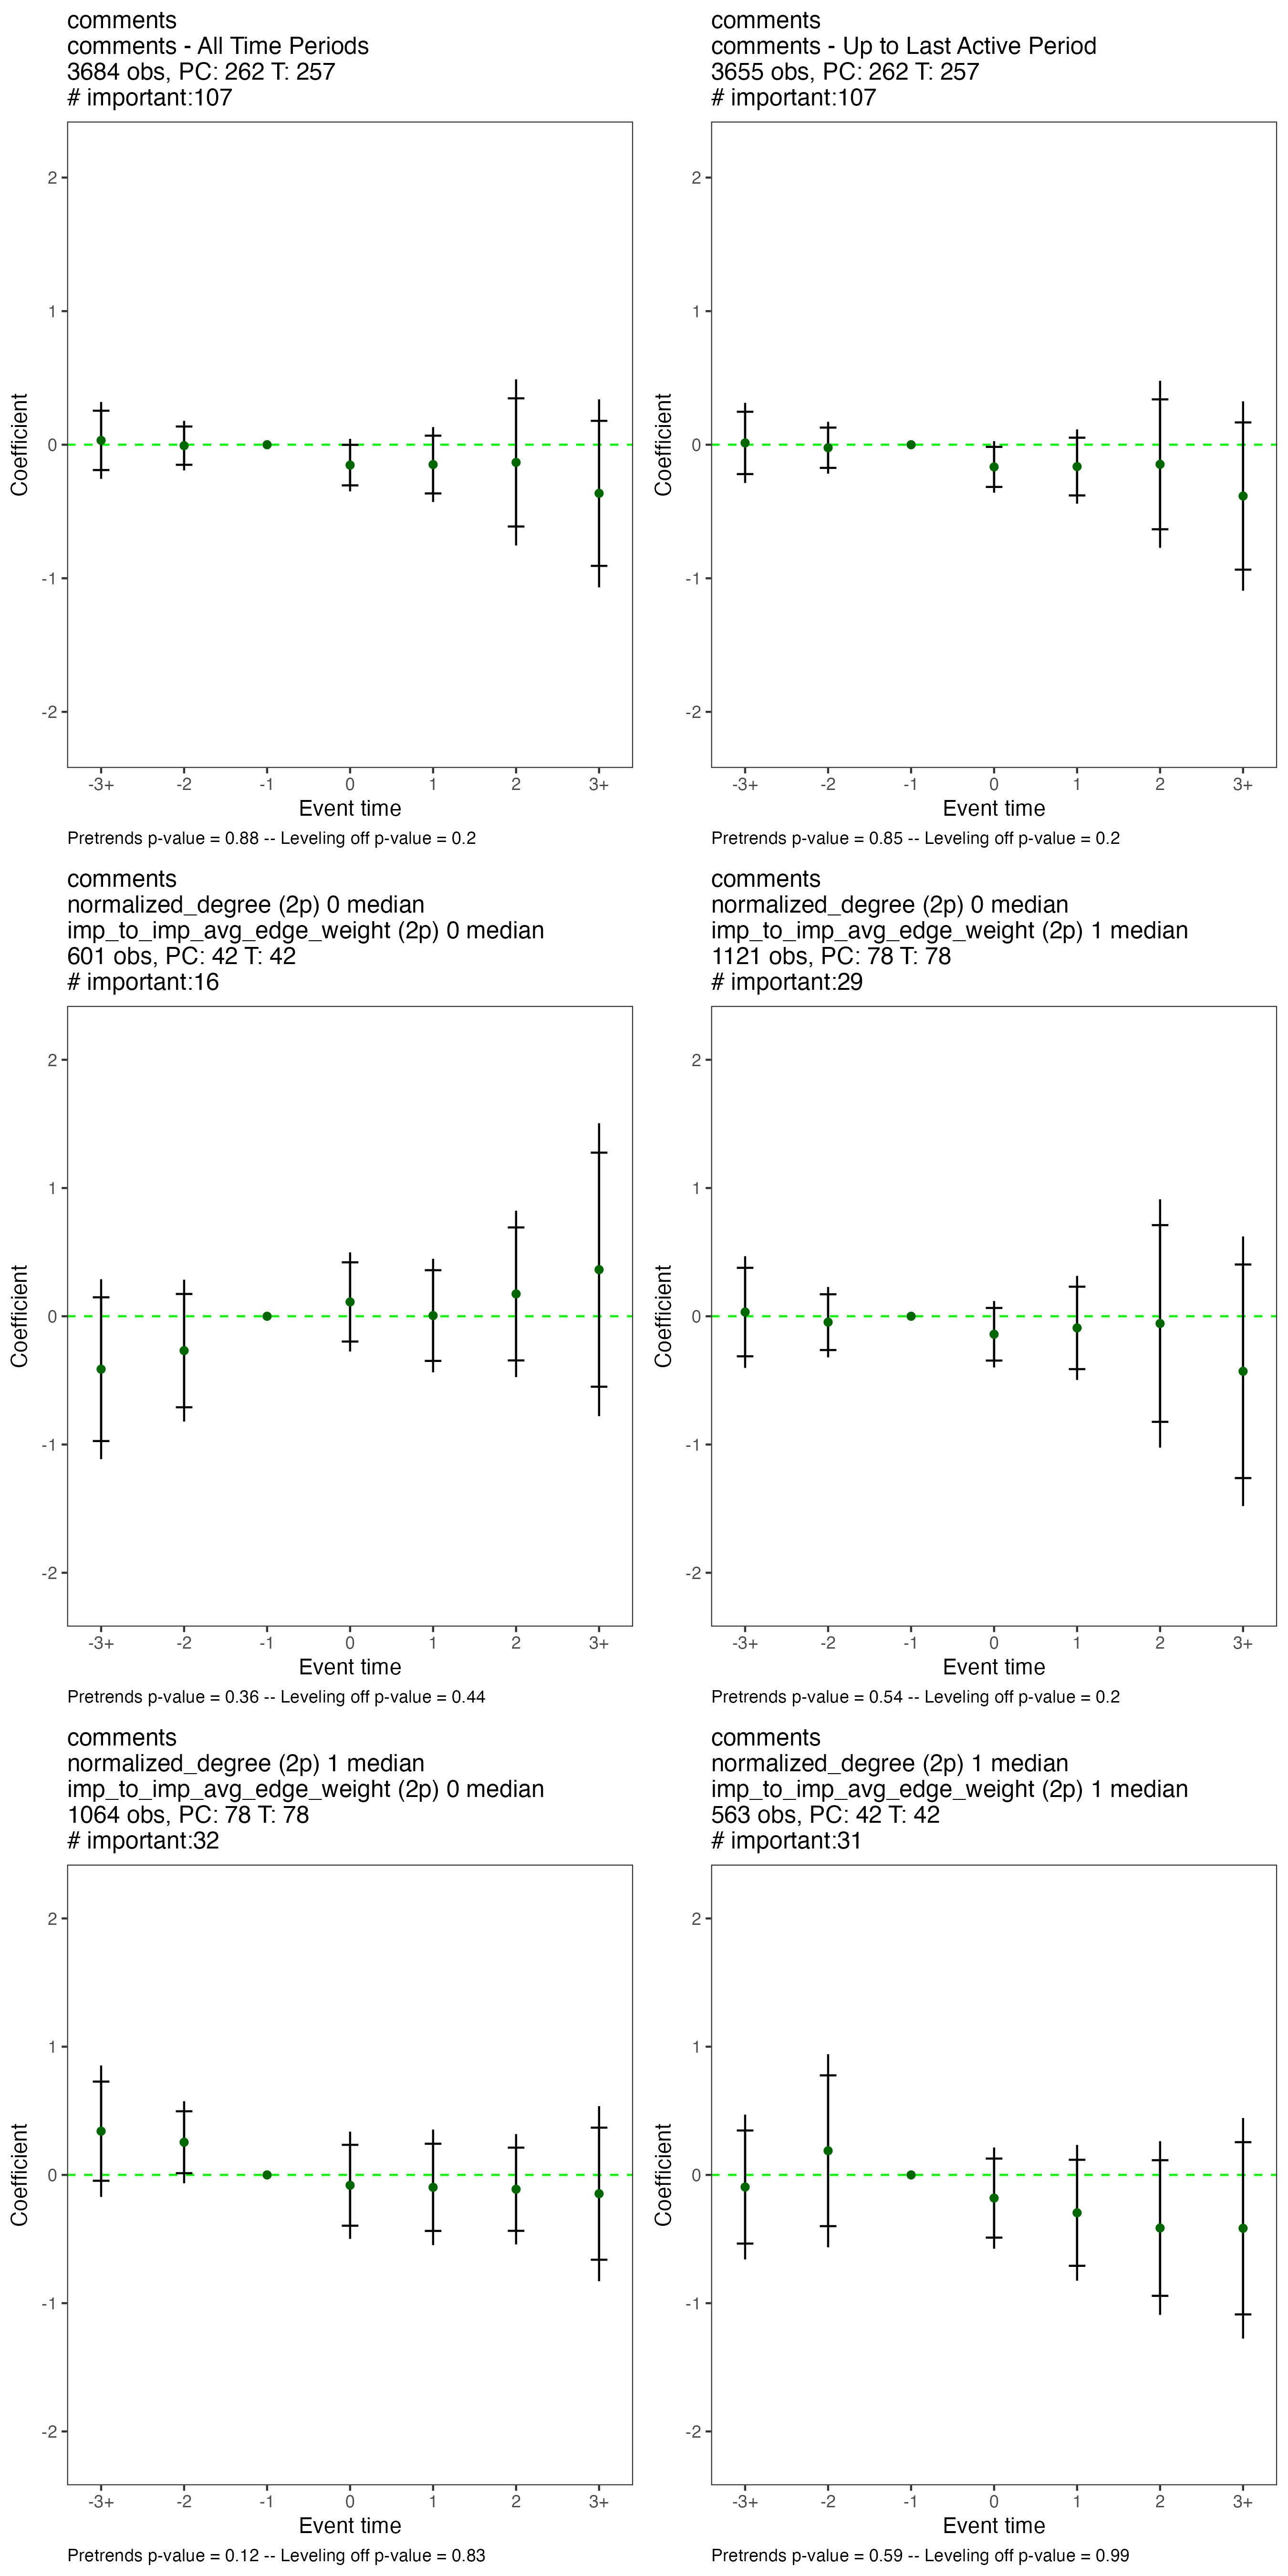 comments
comments - All Time Periods
3684 obs, PC: 262 T: 257
# important:107
2
1
0
-1
-2
Coefficient
-3+ -2 -1 0 1 2 3+
Event time
Pretrends p-value = 0.88 -- Leveling off p-value = 0.2
comments
comments - Up to Last Active Period
3655 obs, PC: 262 T: 257
# important:107
2
1
0
-1
-2
Coefficient
-3+ -2 -1 0 1 2 3+
Event time
Pretrends p-value = 0.85 -- Leveling off p-value = 0.2
comments
normalized_degree (2p) 0 median
imp_to_imp_avg_edge_weight (2p) 0 median
601 obs, PC: 42 T: 42
# important:16
2
1
0
-1
-2
Coefficient
-3+ -2 -1 0 1 2 3+
Event time
Pretrends p-value = 0.36 -- Leveling off p-value = 0.44
comments
normalized_degree (2p) 0 median
imp_to_imp_avg_edge_weight (2p) 1 median
1121 obs, PC: 78 T: 78
# important:29
2
1
0
-1
-2
Coefficient
-3+ -2 -1 0 1 2 3+
Event time
Pretrends p-value = 0.54 -- Leveling off p-value = 0.2
comments
normalized_degree (2p) 1 median
imp_to_imp_avg_edge_weight (2p) 0 median
1064 obs, PC: 78 T: 78
# important:32
2
1
0
-1
-2
Coefficient
-3+ -2 -1 0 1 2 3+
Event time
Pretrends p-value = 0.12 -- Leveling off p-value = 0.83
comments
normalized_degree (2p) 1 median
imp_to_imp_avg_edge_weight (2p) 1 median
563 obs, PC: 42 T: 42
# important:31
2
1
0
-1
-2
Coefficient
-3+ -2 -1 0 1 2 3+
Event time
Pretrends p-value = 0.59 -- Leveling off p-value = 0.99